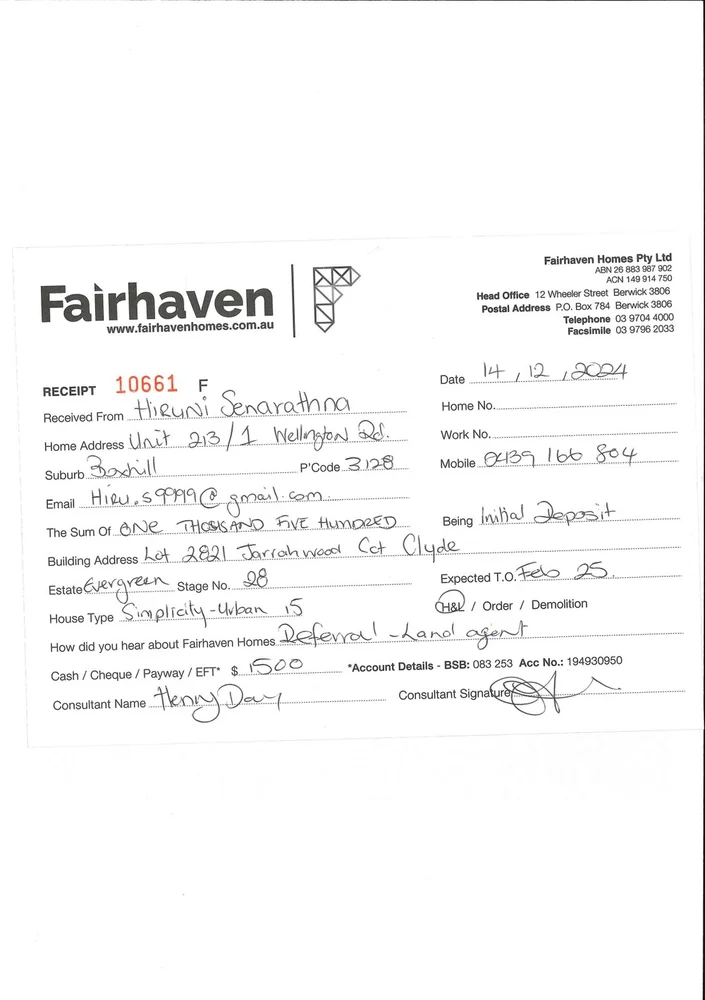 Fairhaven
www.fairhavenhomes.com.au
Fairhaven Homes Pty Ltd
ABN 26 883 987 902
ACN 149 914 750
Head Office 12 Wheeler Street Berwick 3806
Postal Address P.O. Box 784 Berwick 3806
Telephone 03 9704 4000
Facsimile 03 9796 2033
RECEIPT 10661 F
Date 14, 12, 2024
Received From Hiruni Senarathna
Home No.
Home Address Unit 213/1 Wellington Rd.
Work No.
Suburb Boxhill P'Code 3128
Mobile 0439 166 804
Email Hiru.s9999@gmail.com
The Sum Of ONE THOUSAND FIVE HUNDRED
Being Initial Deposit
Building Address Lot 2821 Jarrahwood Cct Clyde
Estate Evergreen Stage No. 28
Expected T.O. Feb 25.
House Type Simplicity-Urban 15
H&L / Order / Demolition
How did you hear about Fairhaven Homes Referral - Land agent
Cash / Cheque / Payway / EFT* $ 1500 *Account Details - BSB: 083 253 Acc No.: 194930950
Consultant Name Henry Day
Consultant Signature